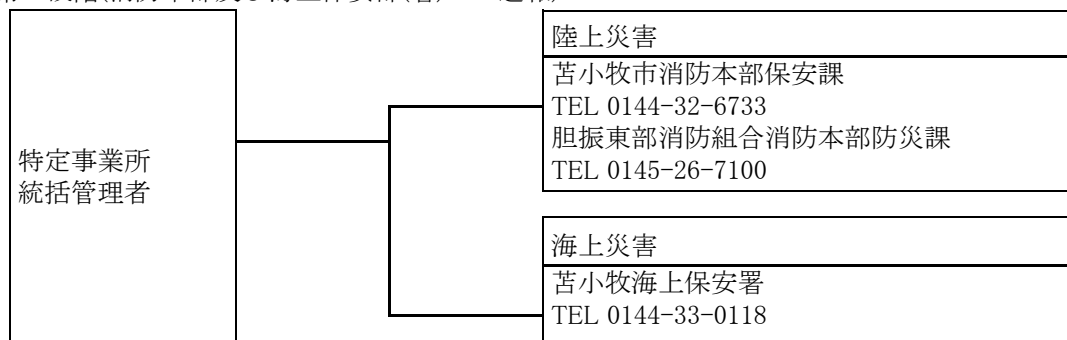 特定事業所
統括管理者
陸上災害
苫小牧市消防本部保安課
TEL 0144-32-6733
胆振東部消防組合消防本部防災課
TEL 0145-26-7100
海上災害
苫小牧海上保安署
TEL 0144-33-0118